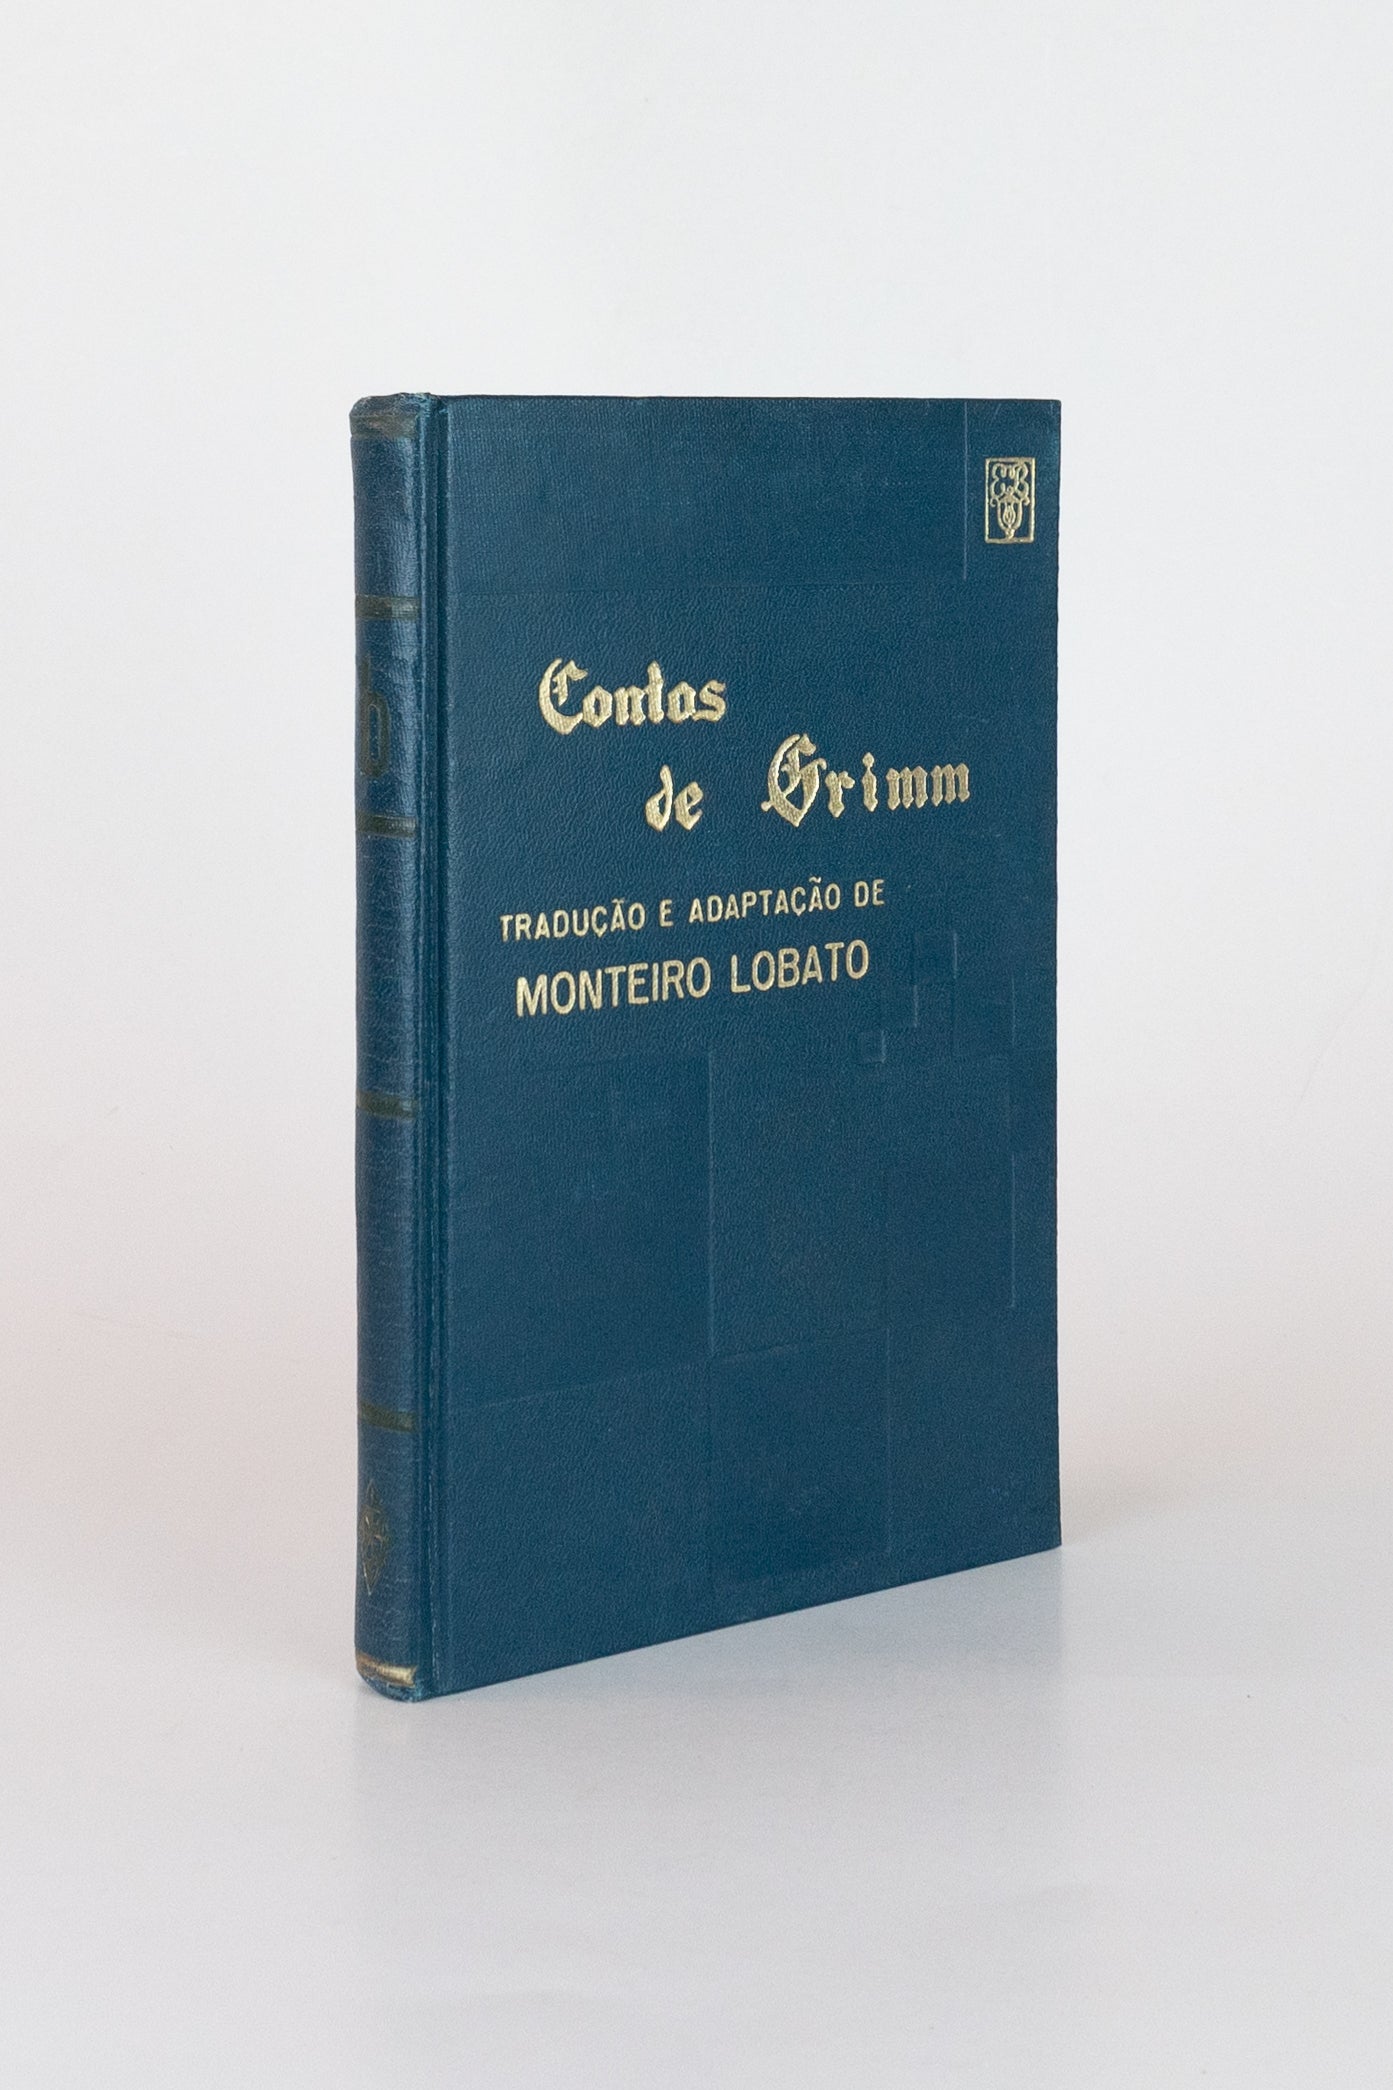 Contos
de Grimm
TRADUÇÃO E ADAPTAÇÃO DE
MONTEIRO LOBATO